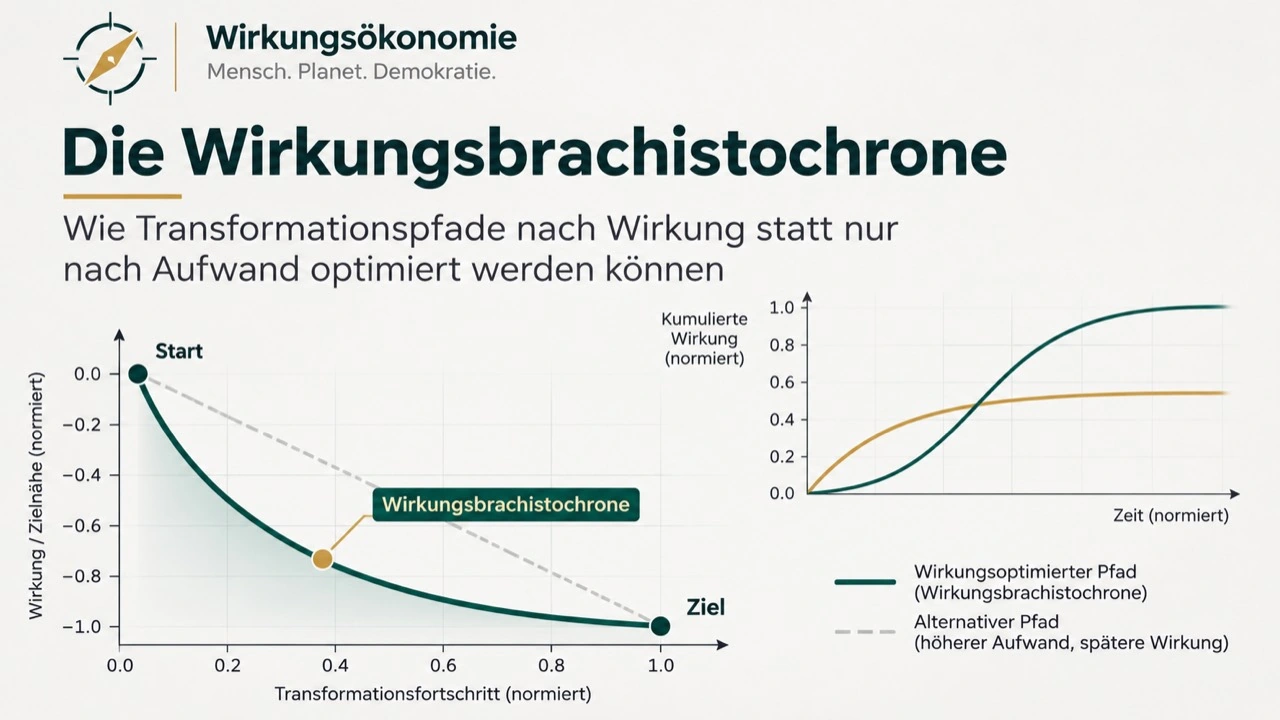 Wirkungsökonomie
Mensch. Planet. Demokratie.
Die Wirkungsbrachistochrone
Wie Transformationspfade nach Wirkung statt nur
nach Aufwand optimiert werden können
Wirkung / Zielnähe (normiert)
0.0
−0.2
−0.4
−0.6
−0.8
−1.0
Start
Wirkungsbrachistochrone
Ziel
0.0 0.2 0.4 0.6 0.8 1.0
Transformationsfortschritt (normiert)
Kumulierte
Wirkung
(normiert)
1.0
0.8
0.6
0.4
0.2
0.0
Zeit (normiert)
Wirkungsoptimierter Pfad
(Wirkungsbrachistochrone)
Alternativer Pfad
(höherer Aufwand, spätere Wirkung)